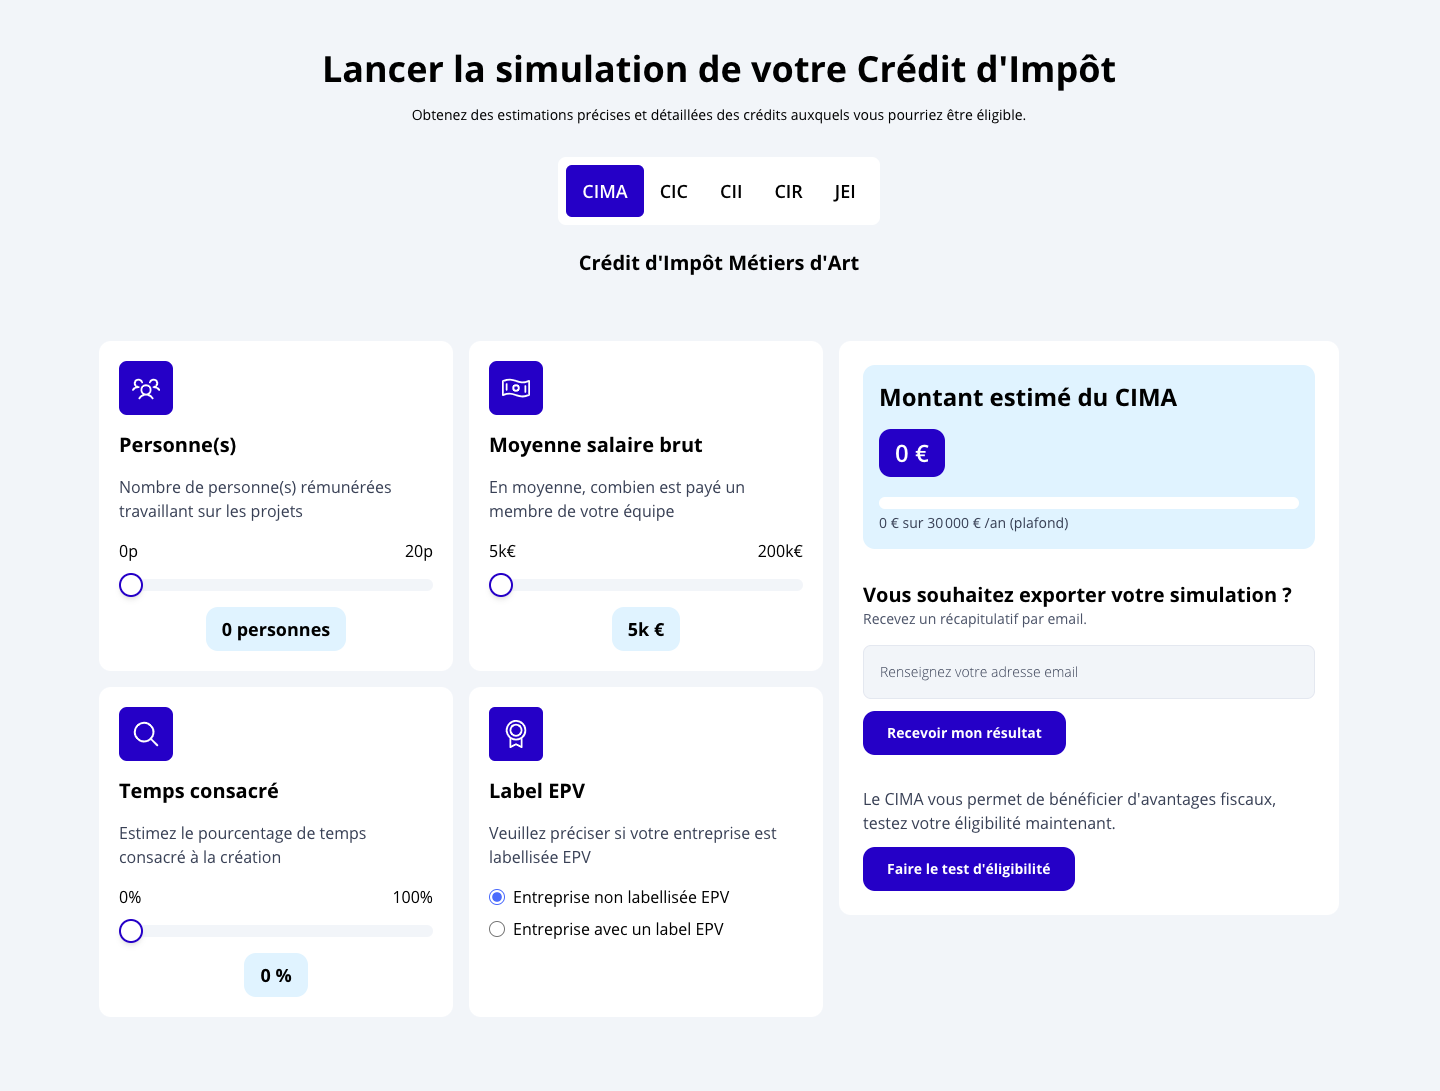 Lancer la simulation de votre Crédit d'Impôt
Obtenez des estimations précises et détaillées des crédits auxquels vous pourriez être éligible.
CIMA
CIC
CII
CIR
JEI
Crédit d'Impôt Métiers d'Art
Personne(s)
Nombre de personne(s) rémunérées
travaillant sur les projets
0p
20p
0 personnes
Moyenne salaire brut
En moyenne, combien est payé un
membre de votre équipe
5k€
200k€
5k €
Temps consacré
Estimez le pourcentage de temps
consacré à la création
0%
100%
0 %
Label EPV
Veuillez préciser si votre entreprise est
labellisée EPV
Entreprise non labellisée EPV
Entreprise avec un label EPV
Montant estimé du CIMA
0 €
0 € sur 30 000 € /an (plafond)
Vous souhaitez exporter votre simulation ?
Recevez un récapitulatif par email.
Renseignez votre adresse email
Recevoir mon résultat
Le CIMA vous permet de bénéficier d'avantages fiscaux,
testez votre éligibilité maintenant.
Faire le test d'éligibilité